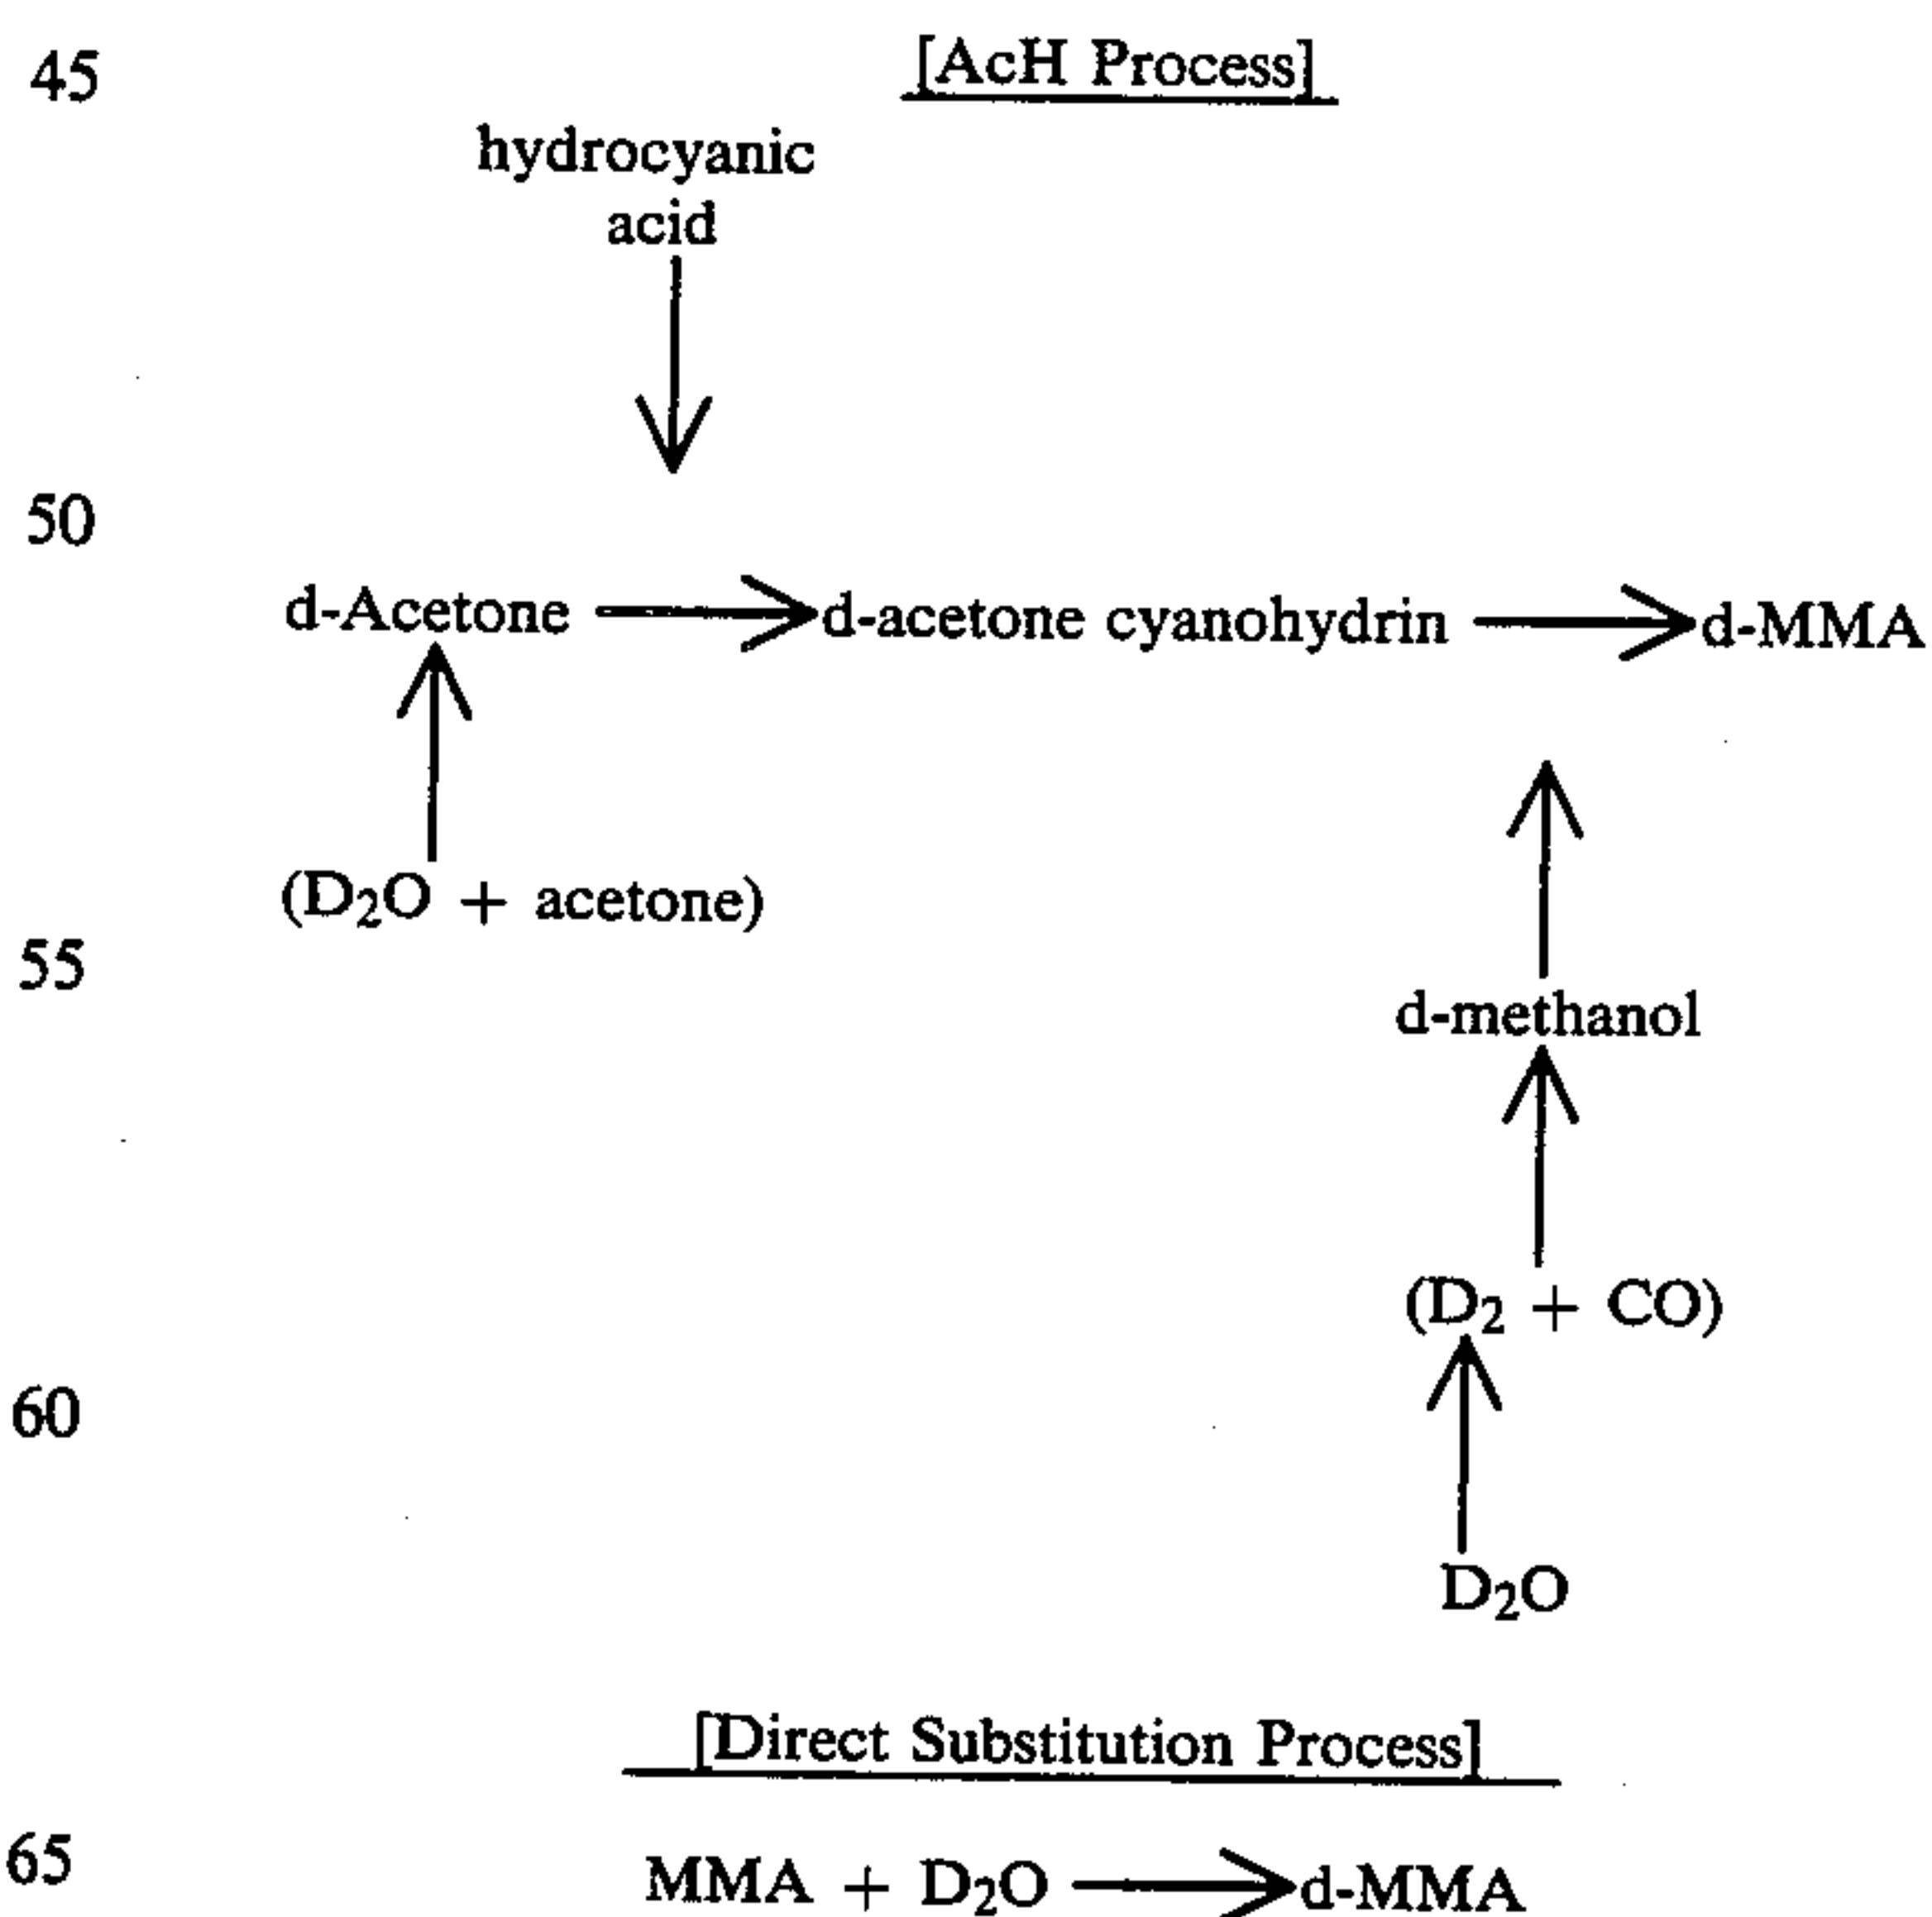 45 [AcH Process]
hydrocyanic
acid
50
d-Acetone d-acetone cyanohydrin d-MMA
(D₂O + acetone)
55
d-methanol
(D₂ + CO)
60
D₂O
[Direct Substitution Process]
65 MMA + D₂O d-MMA